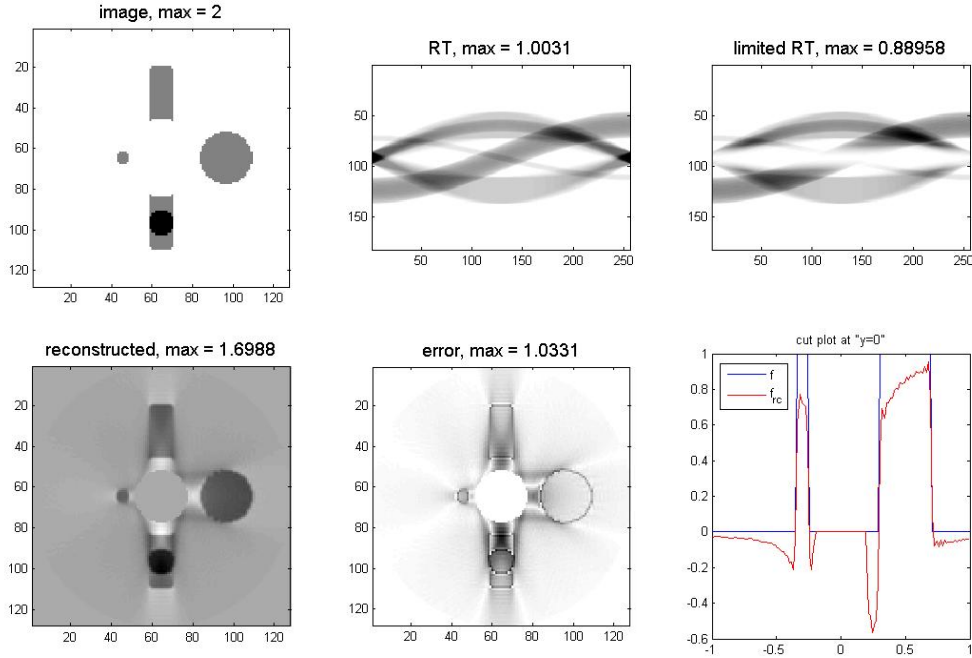 image, max = 2
20
40
60
80
100
120
20 40 60 80 100 120
RT, max = 1.0031
50
100
150
50 100 150 200 250
limited RT, max = 0.88958
50
100
150
50 100 150 200 250
reconstructed, max = 1.6988
20
40
60
80
100
120
20 40 60 80 100 120
error, max = 1.0331
20
40
60
80
100
120
20 40 60 80 100 120
cut plot at "y=0"
f
f_rc
1
0.8
0.6
0.4
0.2
0
-0.2
-0.4
-0.6
-1 -0.5 0 0.5 1